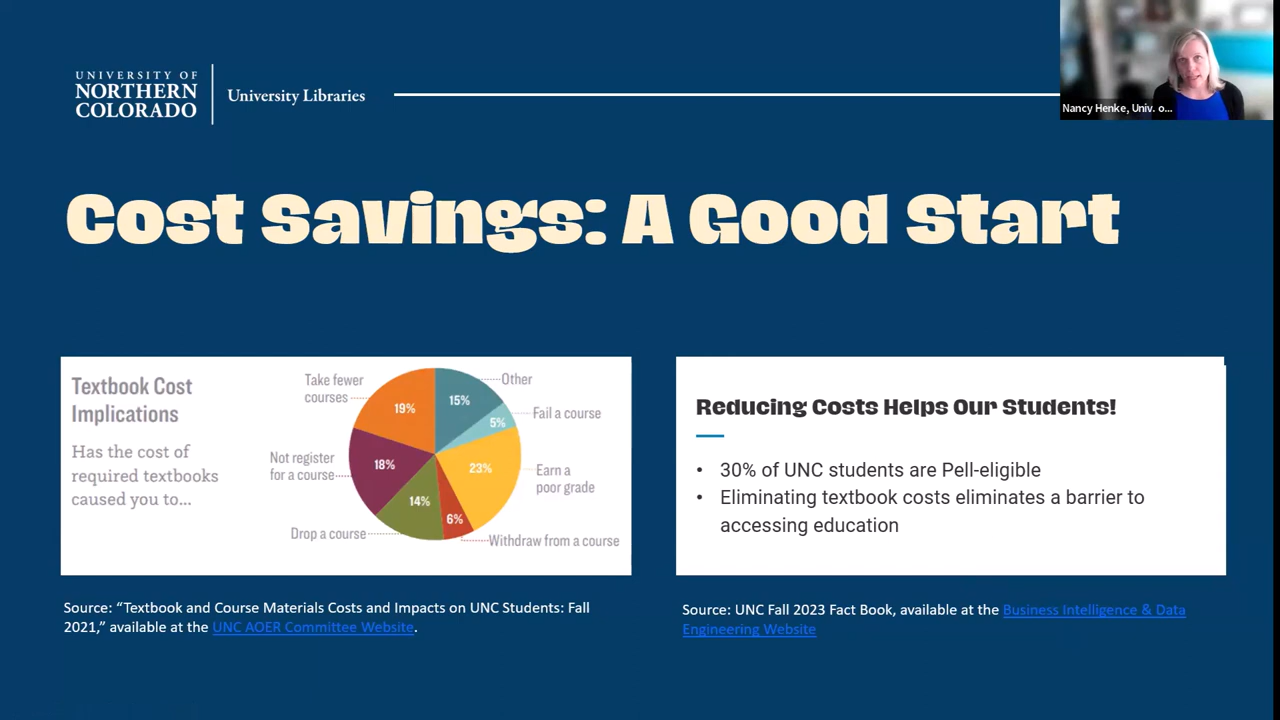 UNIVERSITY OF
NORTHERN
COLORADO
University Libraries
Nancy Henke, Univ. o...
Cost Savings: A Good Start
Textbook Cost
Implications
Has the cost of
required textbooks
caused you to...
Take fewer
courses
19%
Other
15%
Fail a course
5%
Not register
for a course
18%
23%
Earn a
poor grade
14%
6%
Drop a course
Withdraw from a course
Reducing Costs Helps Our Students!
• 30% of UNC students are Pell-eligible
• Eliminating textbook costs eliminates a barrier to
accessing education
Source: “Textbook and Course Materials Costs and Impacts on UNC Students: Fall
2021,” available at the UNC AOER Committee Website.
Source: UNC Fall 2023 Fact Book, available at the Business Intelligence & Data
Engineering Website